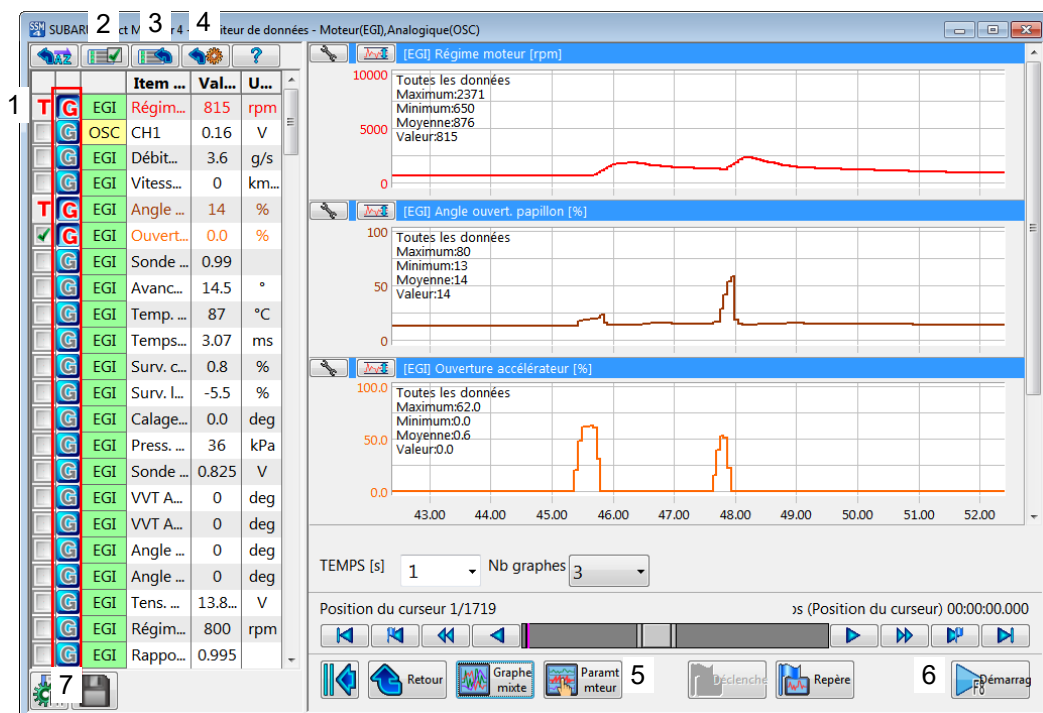 2 3 4
SUBAR ct M r 4 - iteur de données - Moteur(EGI),Analogique(OSC)
AZ ?
Item ... Val... U...
1
T G EGI Régim... 815 rpm
G OSC CH1 0.16 V
G EGI Débit... 3.6 g/s
G EGI Vitess... 0 km...
T G EGI Angle ... 14 %
G EGI Ouvert... 0.0 %
G EGI Sonde ... 0.99
G EGI Avanc... 14.5 °
G EGI Temp. ... 87 °C
G EGI Temps... 3.07 ms
G EGI Surv. c... 0.8 %
G EGI Surv. l... -5.5 %
G EGI Calage... 0.0 deg
G EGI Press. ... 36 kPa
G EGI Sonde ... 0.825 V
G EGI VVT A... 0 deg
G EGI VVT A... 0 deg
G EGI Angle ... 0 deg
G EGI Angle ... 0 deg
G EGI Tens. ... 13.8... V
G EGI Régim... 800 rpm
G EGI Rappo... 0.995
7
[EGI] Régime moteur [rpm]
10000
5000
0
Toutes les données
Maximum:2371
Minimum:650
Moyenne:876
Valeur:815
[EGI] Angle ouvert. papillon [%]
100
50
0
Toutes les données
Maximum:80
Minimum:13
Moyenne:14
Valeur:14
[EGI] Ouverture accélérateur [%]
100.0
50.0
0.0
Toutes les données
Maximum:62.0
Minimum:0.0
Moyenne:0.6
Valeur:0.0
43.00 44.00 45.00 46.00 47.00 48.00 49.00 50.00 51.00 52.00
TEMPS [s] 1 Nb graphes 3
Position du curseur 1/1719
s (Position du curseur) 00:00:00.000
Retour
Graphe mixte
Paramt mteur
5
Déclenche
Repère
6
F8 Démarrag